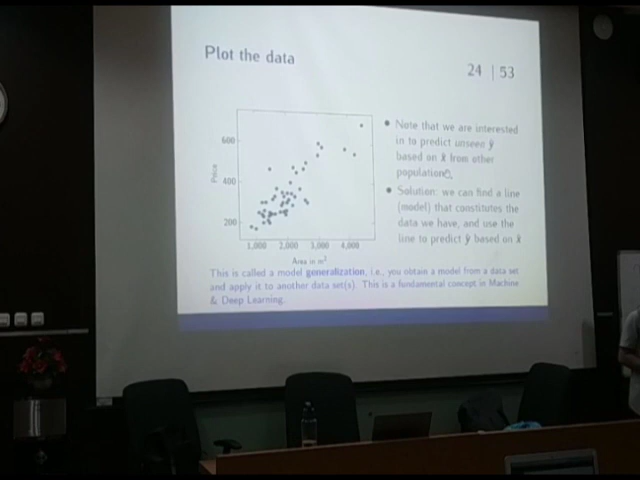 Plot the data
24 | 53
600
400
200
Price
1,000 2,000 3,000 4,000
Area in m²
• Note that we are interested
in to predict unseen ŷ
based on x̂ from other
population
• Solution: we can find a line
(model) that constitutes the
data we have, and use the
line to predict ŷ based on x̂
This is called a model generalization, i.e., you obtain a model from a data set
and apply it to another data set(s). This is a fundamental concept in Machine
& Deep Learning.